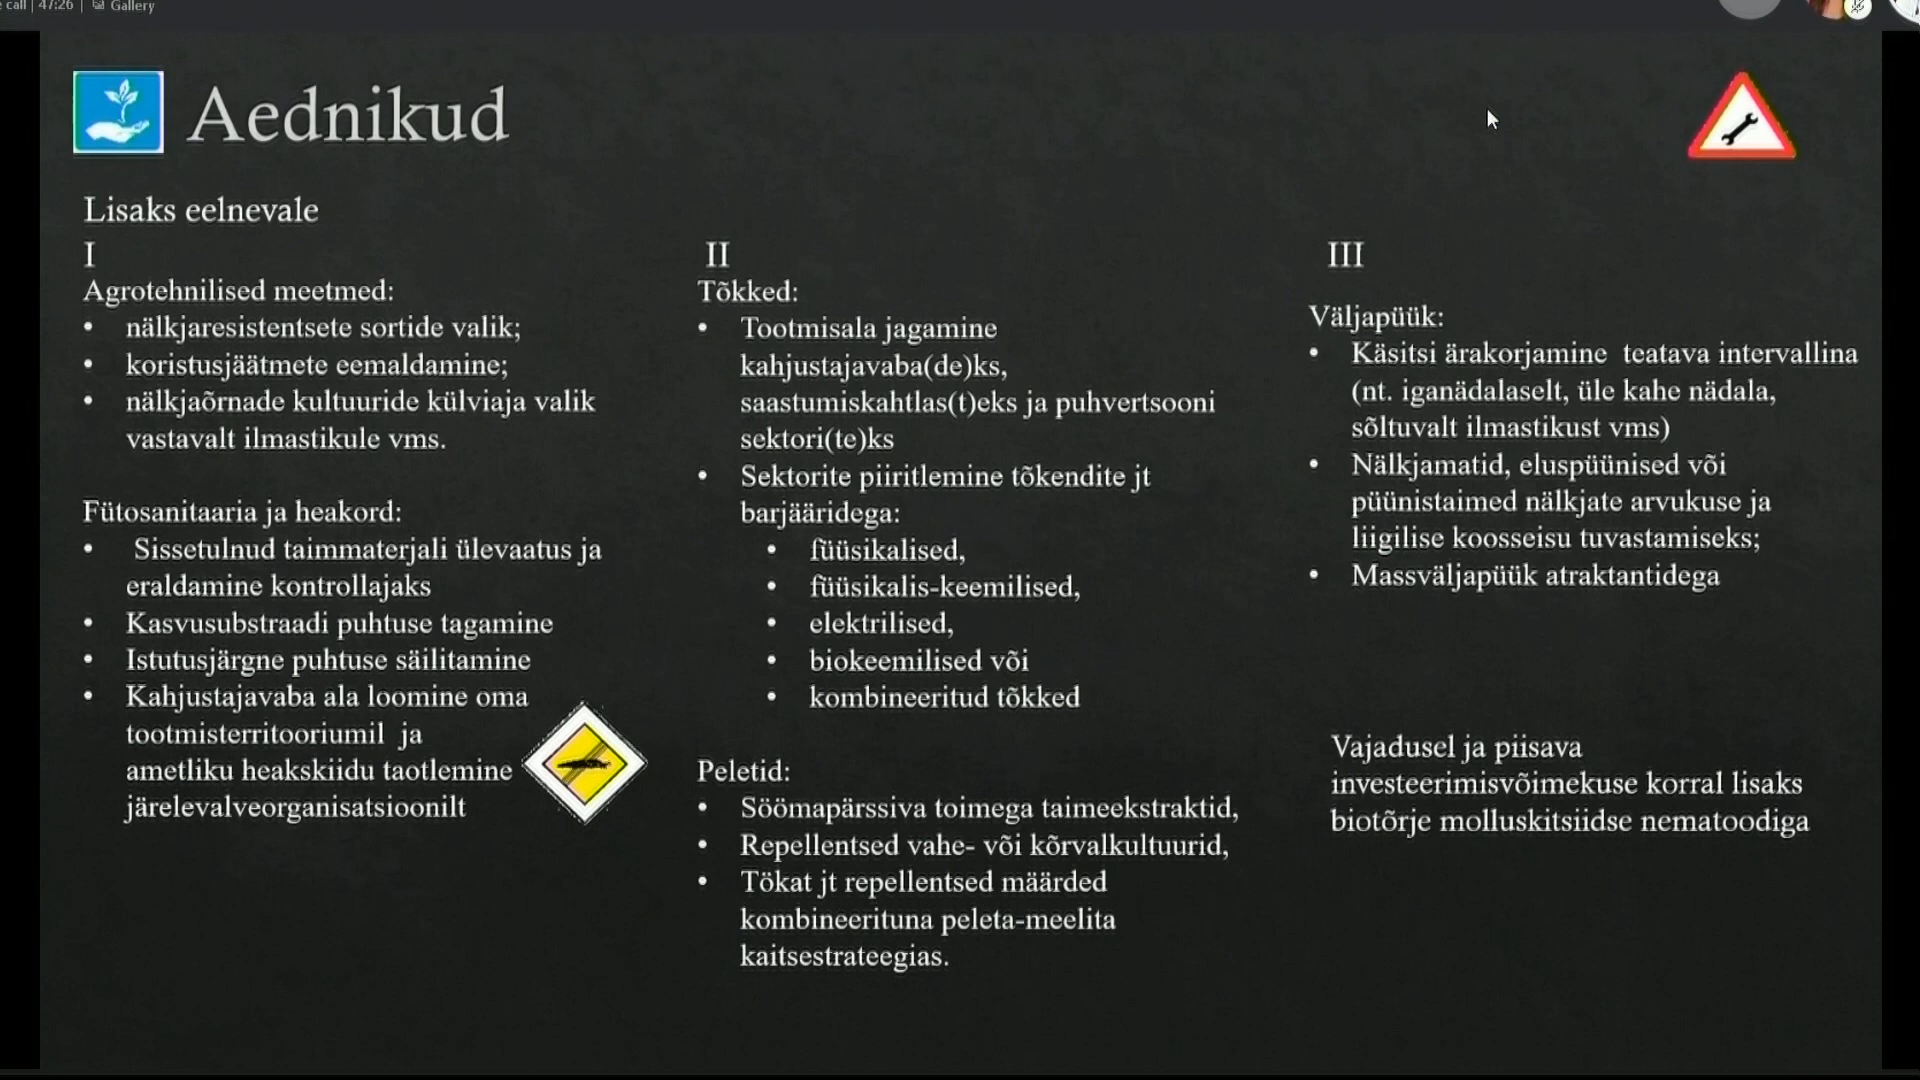 call | 47:26 | Gallery
Aednikud
Lisaks eelnevale
I
Agrotehnilised meetmed:
• nälkjaresistentsete sortide valik;
• koristusjäätmete eemaldamine;
• nälkjaõrnade kultuuride külviaja valik
vastavalt ilmastikule vms.
Fütosanitaaria ja heakord:
• Sissetulnud taimmaterjali ülevaatus ja
eraldamine kontrollajaks
• Kasvusubstraadi puhtuse tagamine
• Istutusjärgne puhtuse säilitamine
• Kahjustajavaba ala loomine oma
tootmisterritooriumil ja
ametliku heakskiidu taotlemine
järelevalveorganisatsioonilt
II
Tõkked:
• Tootmisala jagamine
kahjustajavaba(de)ks,
saastumiskahtlas(t)eks ja puhvertsooni
sektori(te)ks
• Sektorite piiritlemine tõkendite jt
barjääridega:
• füüsikalised,
• füüsikalis-keemilised,
• elektrilised,
• biokeemilised või
• kombineeritud tõkked
Peletid:
• Söömapärssiva toimega taimeekstraktid,
• Repellentsed vahe- või kõrvalkultuurid,
• Tökat jt repellentsed määrded
kombineerituna peleta-meelita
kaitsestrateegias.
III
Väljapüük:
• Käsitsi ärakorjamine teatava intervallina
(nt. iganädalaselt, üle kahe nädala,
sõltuvalt ilmastikust vms)
• Nälkjamatid, eluspüünised või
püünistaimed nälkjate arvukuse ja
liigilise koosseisu tuvastamiseks;
• Massväljapüük atraktantidega
Vajadusel ja piisava
investeerimisvõimekuse korral lisaks
biotõrje molluskitsiidse nematoodiga